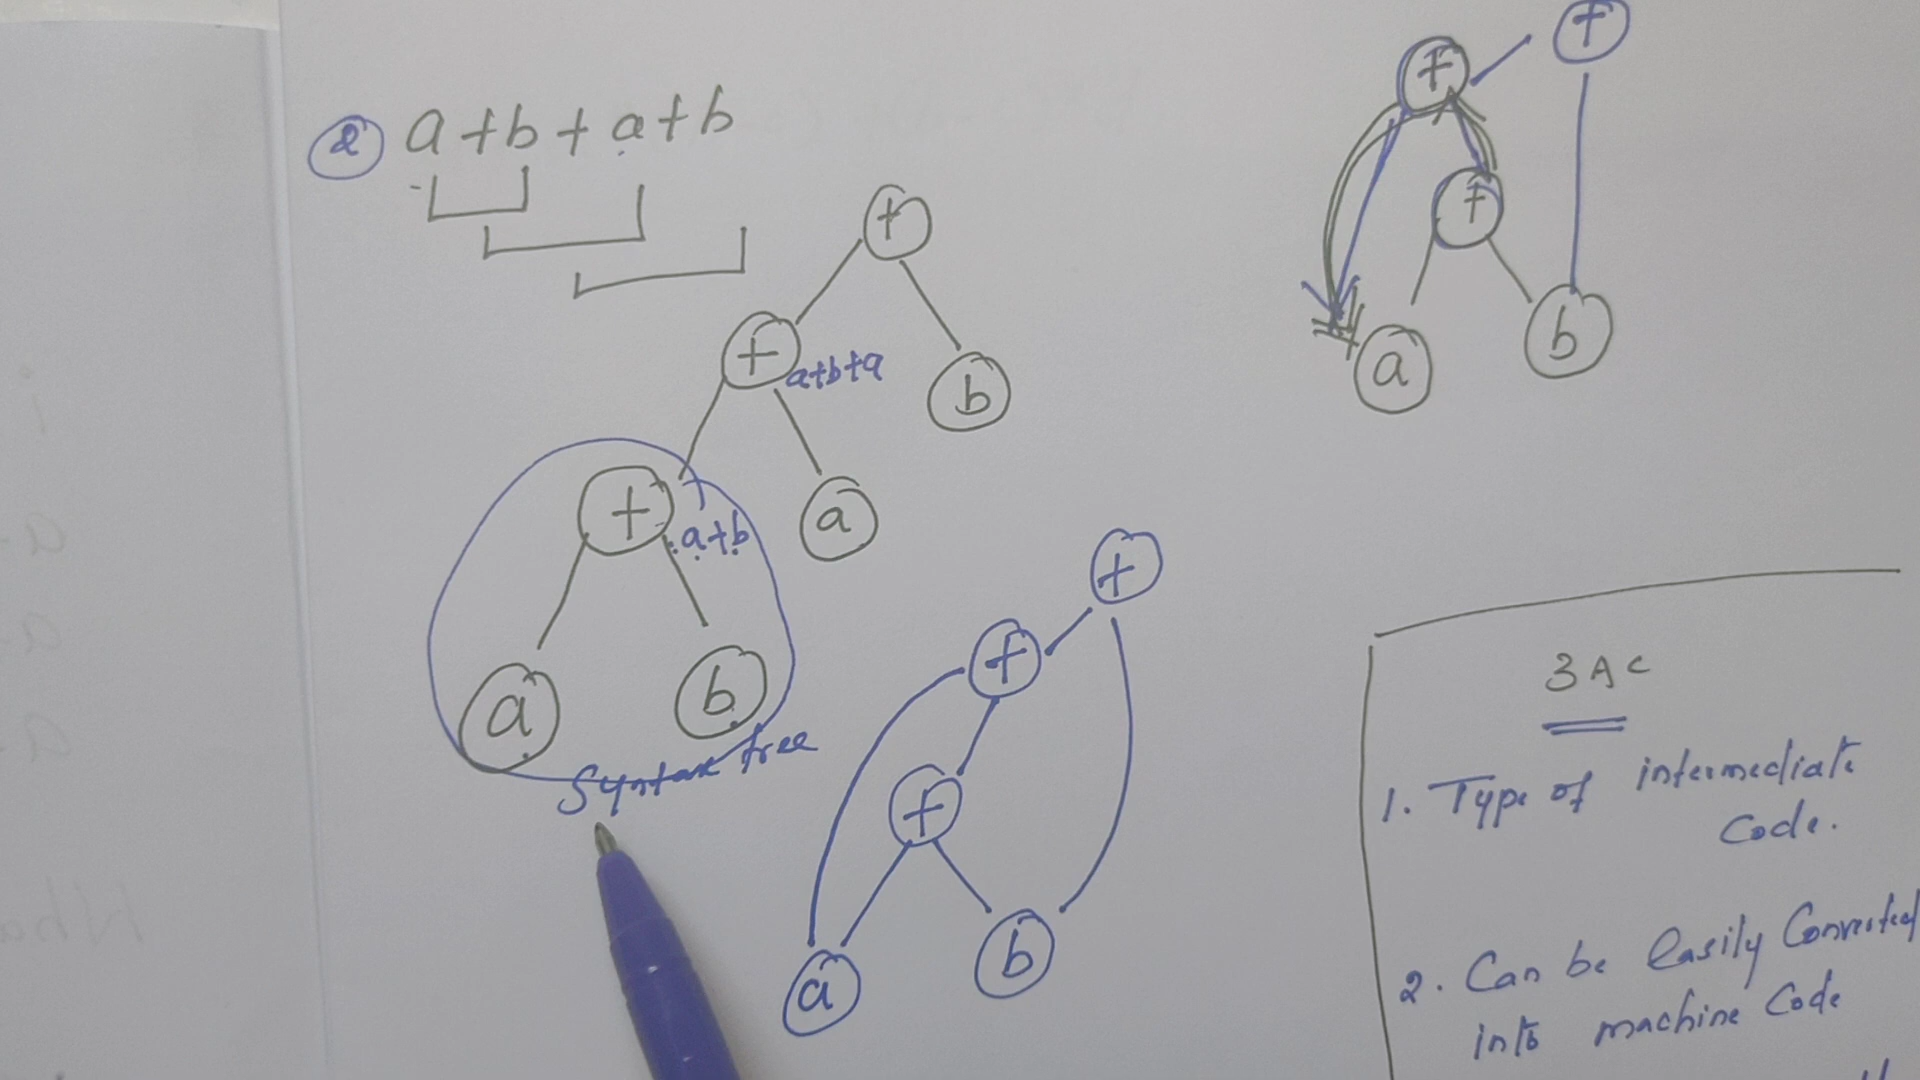 2 a+b+a+b
+
+ a+b+a
b
+ a+b
a
a
b
Syntax tree
+
+
+
a
b
+
+
+
a
b
3AC
1. Type of intermediate
Code.
2. Can be easily Converted
into machine Code